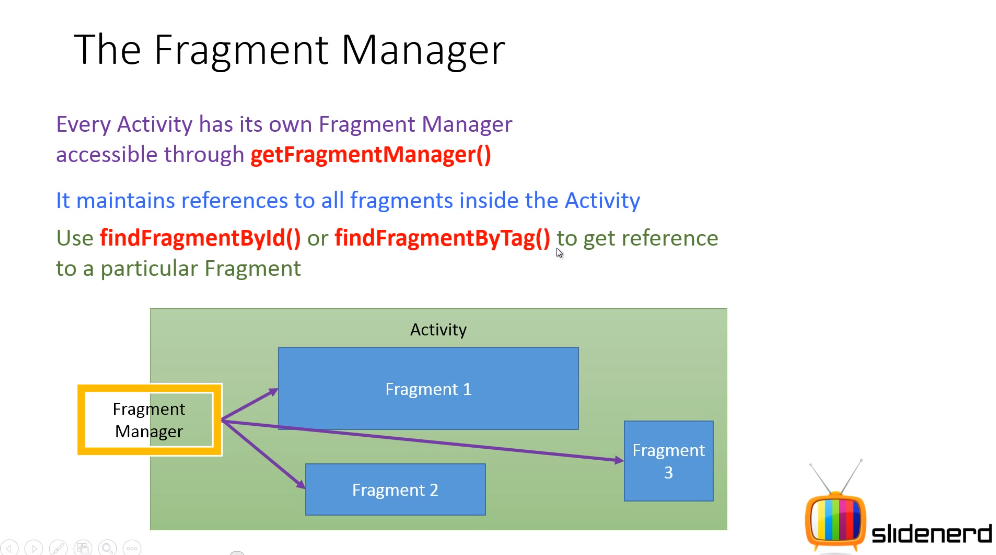 The Fragment Manager
Every Activity has its own Fragment Manager
accessible through getFragmentManager()
It maintains references to all fragments inside the Activity
Use findFragmentById() or findFragmentByTag() to get reference
to a particular Fragment
Activity
Fragment 1
Fragment
Manager
Fragment
3
Fragment 2
slidenerd